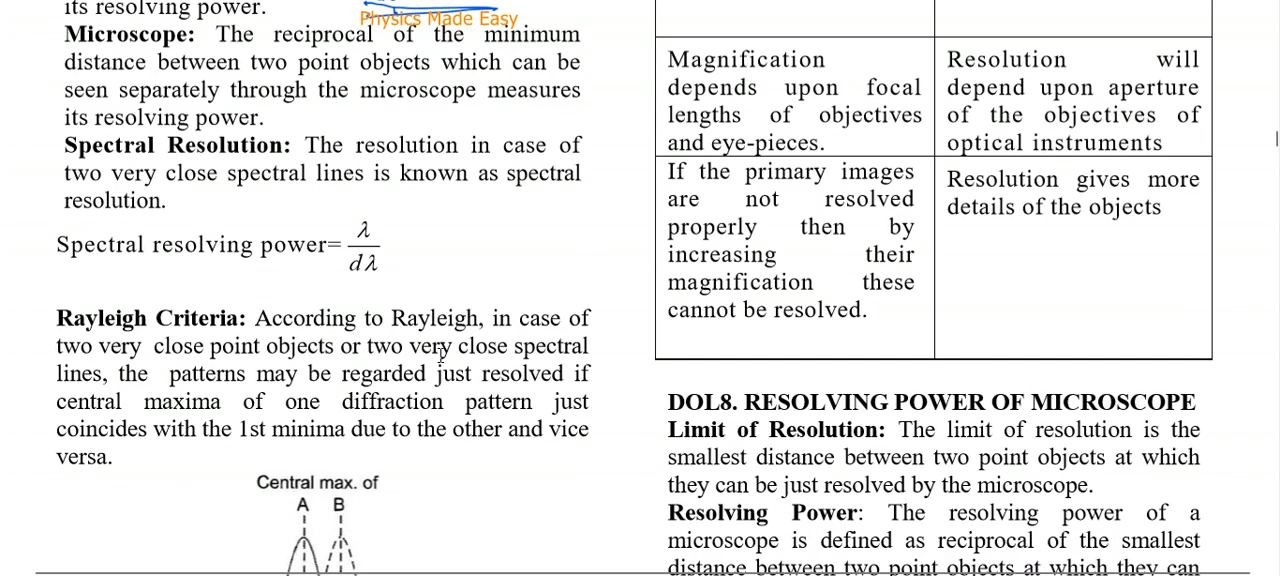 its resolving power.
Physics Made Easy
Microscope: The reciprocal of the minimum
distance between two point objects which can be
seen separately through the microscope measures
its resolving power.
Spectral Resolution: The resolution in case of
two very close spectral lines is known as spectral
resolution.
Spectral resolving power= λ / dλ
Rayleigh Criteria: According to Rayleigh, in case of
two very close point objects or two very close spectral
lines, the patterns may be regarded just resolved if
central maxima of one diffraction pattern just
coincides with the 1st minima due to the other and vice
versa.
Central max. of
A B
Magnification
depends upon focal
lengths of objectives
and eye-pieces.
Resolution will
depend upon aperture
of the objectives of
optical instruments
If the primary images
are not resolved
properly then by
increasing their
magnification these
cannot be resolved.
Resolution gives more
details of the objects
DOL8. RESOLVING POWER OF MICROSCOPE
Limit of Resolution: The limit of resolution is the
smallest distance between two point objects at which
they can be just resolved by the microscope.
Resolving Power: The resolving power of a
microscope is defined as reciprocal of the smallest
distance between two point objects at which they can